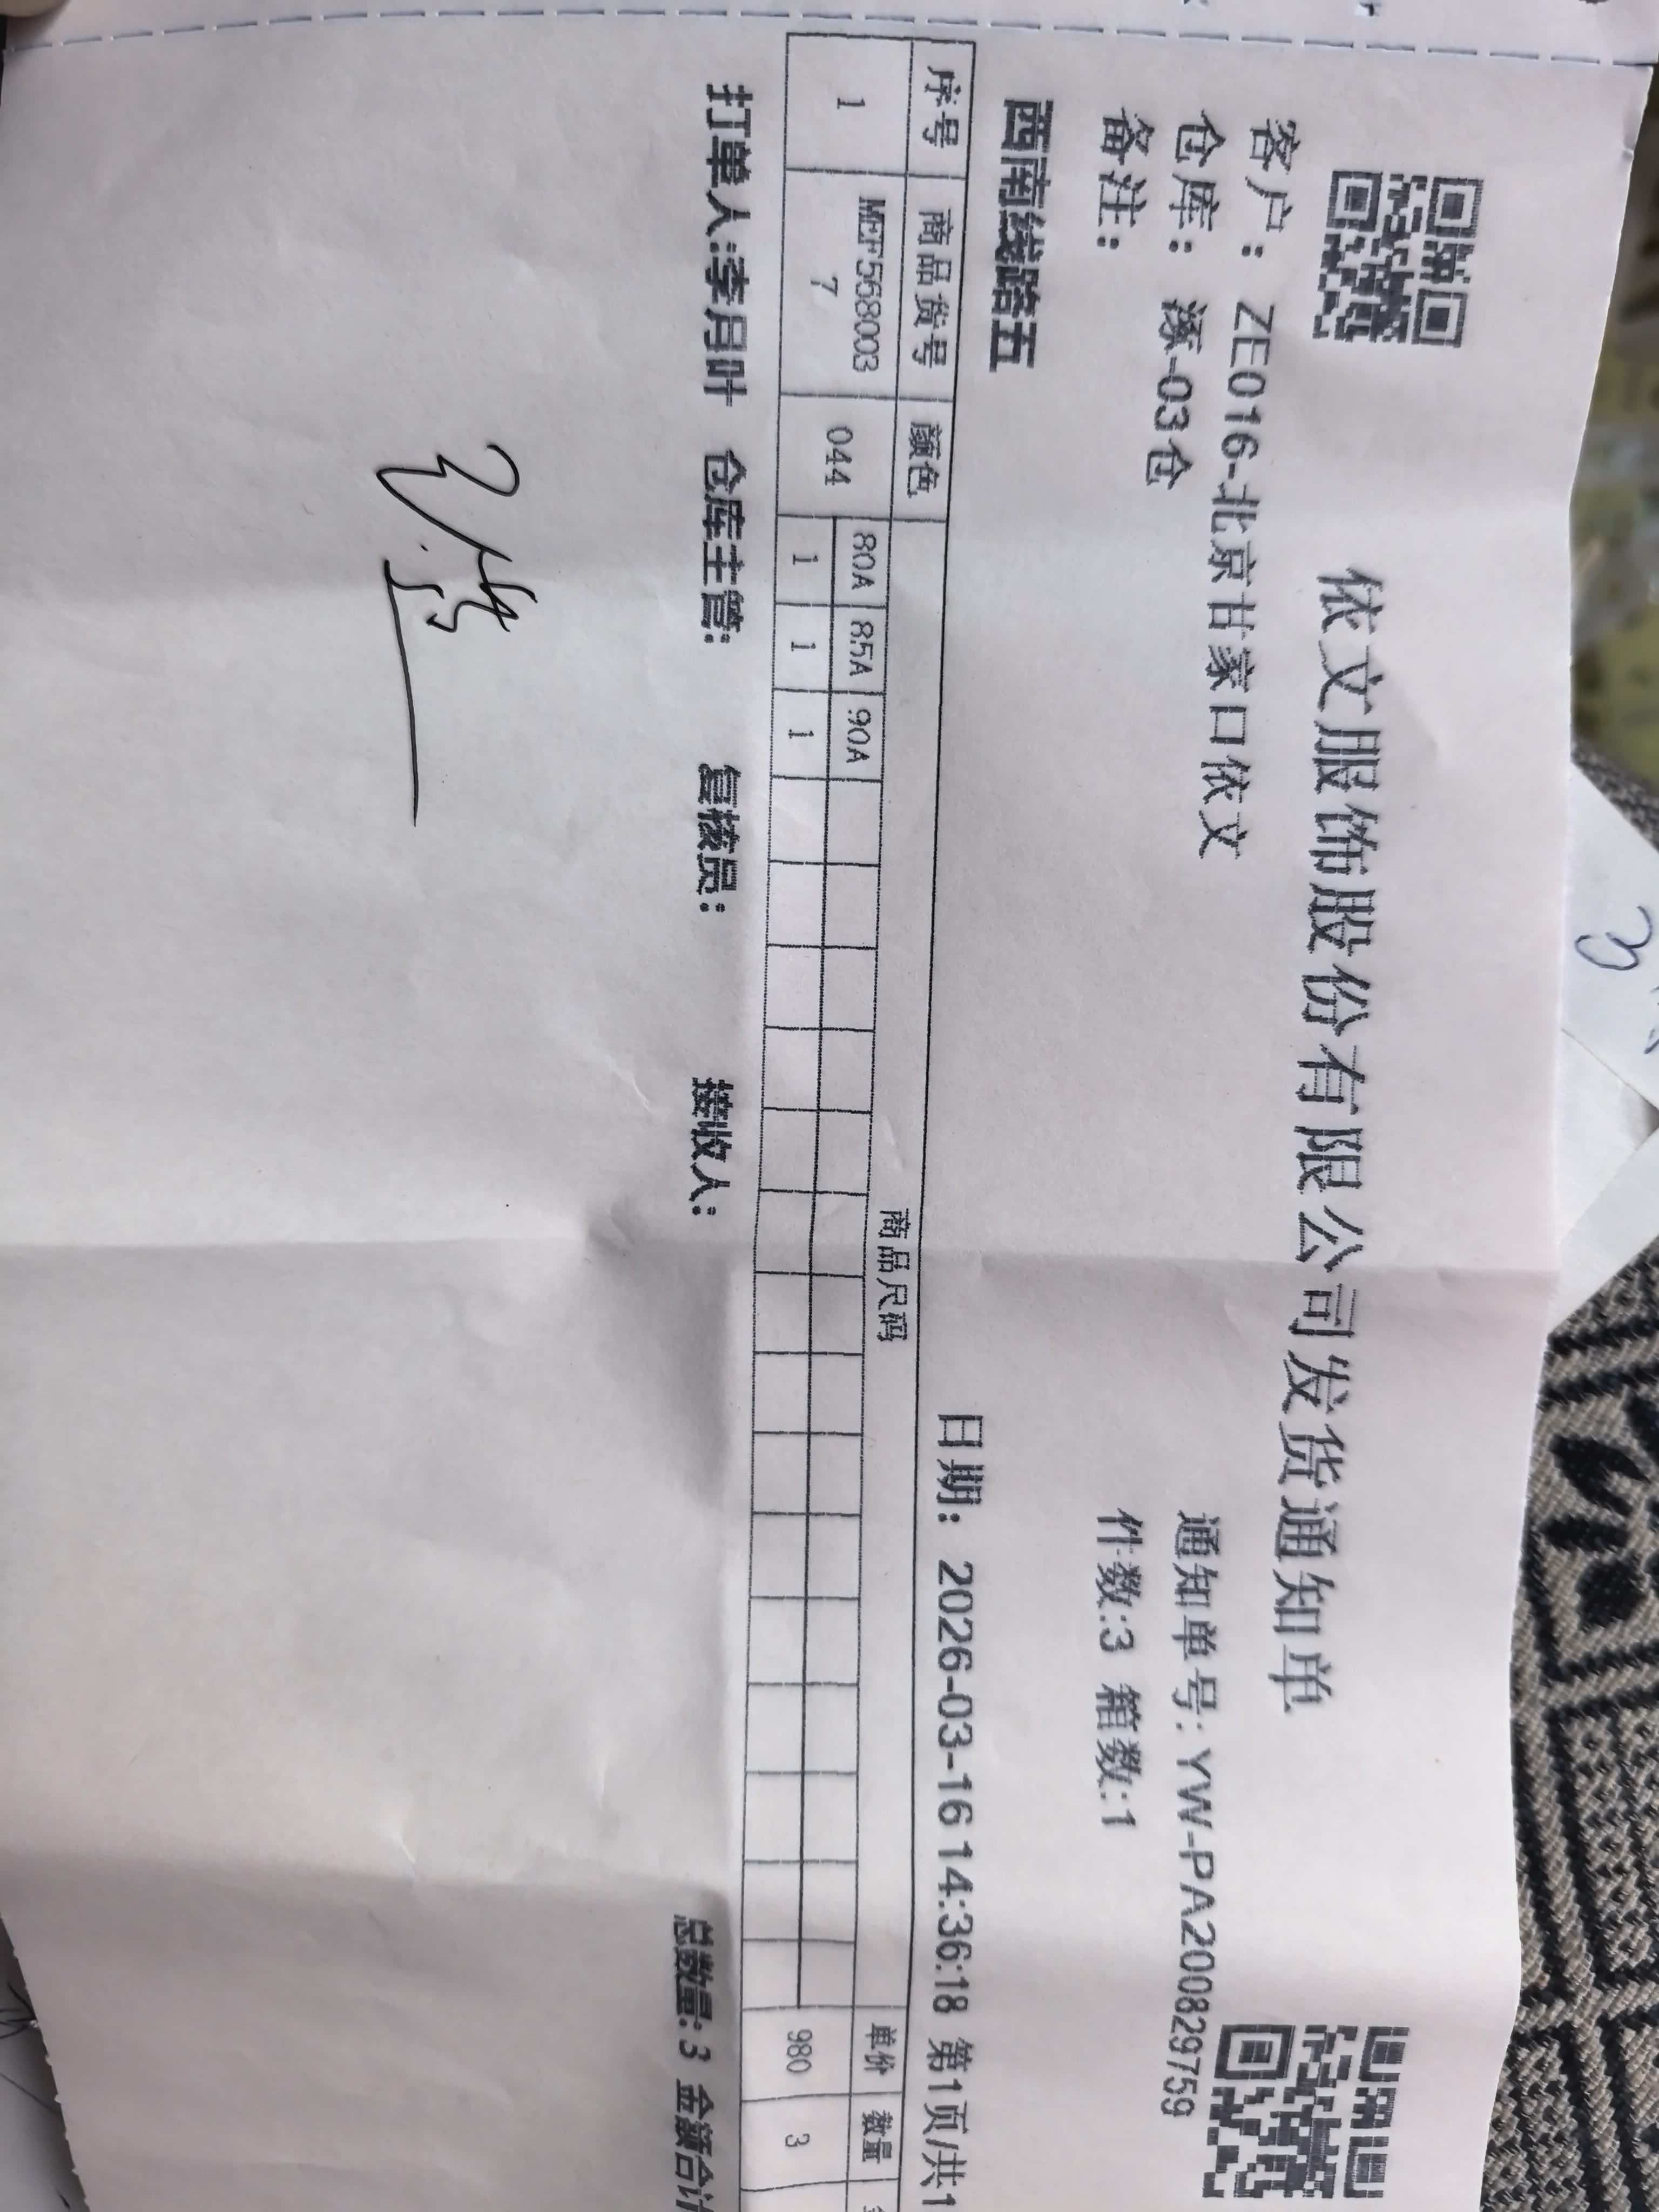 依文服饰股份有限公司发货通知单
客户: ZE016-北京甘家口依文
通知单号: YW-PA2008297759
仓库: 涿-03仓
件数:3 箱数:1
备注:
西南线路五
日期: 2026-03-16 14:36:18 第1页/共1
序号 商品货号 颜色 商品尺码 单价 数量
80A 85A 90A
1 MEF568003 044 1 1 1 980 3
7
打单人:李月叶 仓库主管: 复核员: 接收人: 总数量: 3 金额合计